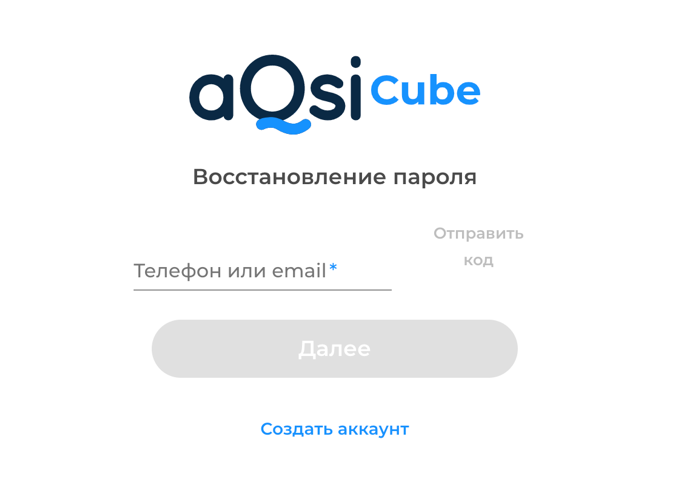 aQsi Cube
Восстановление пароля
Отправить
код
Телефон или email *
Далее
Создать аккаунт